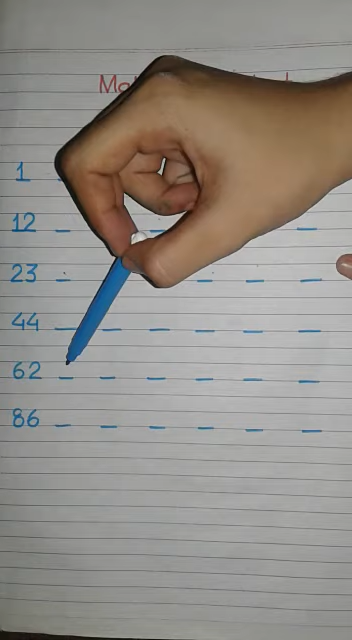 1
12 _ _ _ _ _ _
23 _ _ _ _ _ _
44 _ _ _ _ _ _
62 _ _ _ _ _ _
86 _ _ _ _ _ _